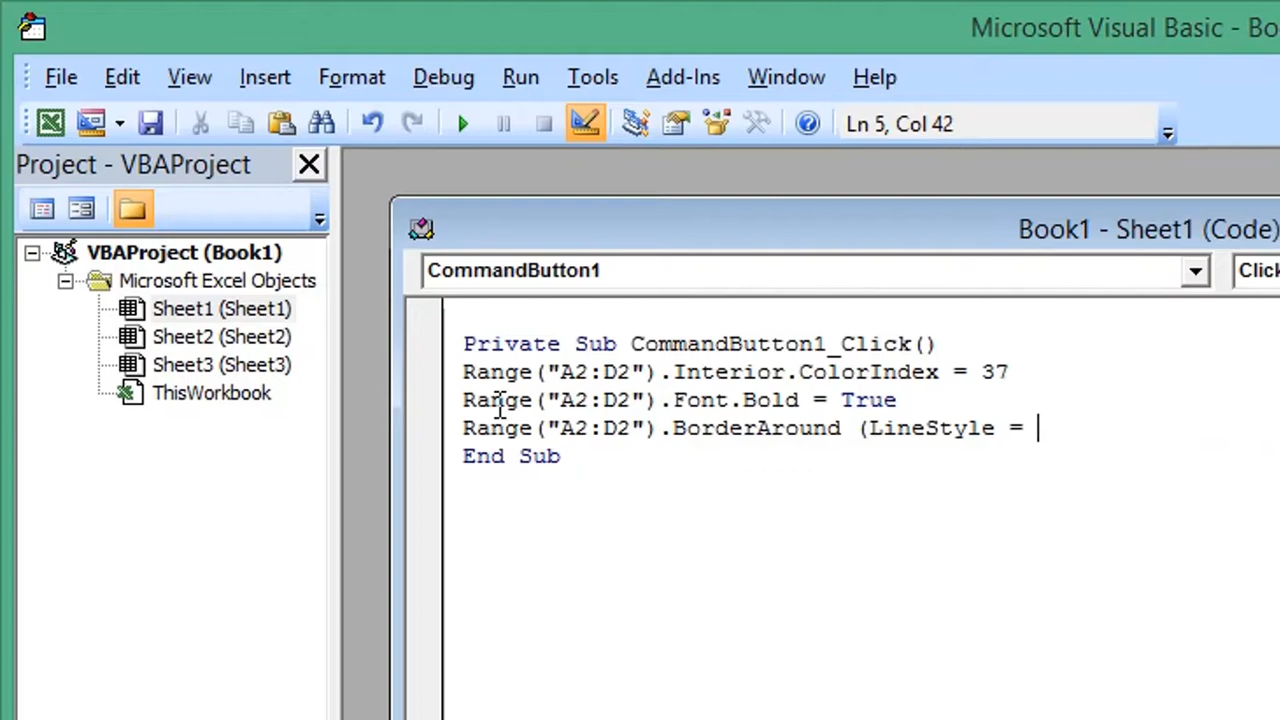 Microsoft Visual Basic - Bo
File Edit View Insert Format Debug Run Tools Add-Ins Window Help
Ln 5, Col 42
Project - VBAProject
VBAProject (Book1)
Microsoft Excel Objects
Sheet1 (Sheet1)
Sheet2 (Sheet2)
Sheet3 (Sheet3)
ThisWorkbook
Book1 - Sheet1 (Code)
CommandButton1
Click
Private Sub CommandButton1_Click()
Range("A2:D2").Interior.ColorIndex = 37
Range("A2:D2").Font.Bold = True
Range("A2:D2").BorderAround (LineStyle =
End Sub